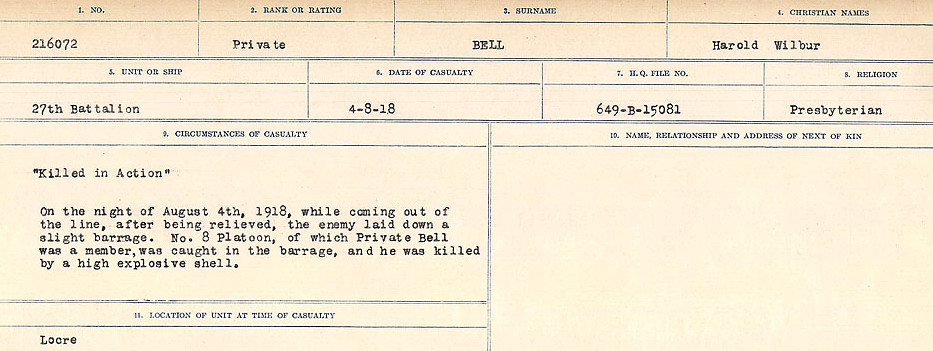 1. NO. 2. RANK OR RATING 3. SURNAME 4. CHRISTIAN NAMES
216072 Private BELL Harold Wilbur
5. UNIT OR SHIP 6. DATE OF CASUALTY 7. H.Q. FILE NO. 8. RELIGION
27th Battalion 4-8-18 649-B-15081 Presbyterian
9. CIRCUMSTANCES OF CASUALTY 10. NAME, RELATIONSHIP AND ADDRESS OF NEXT OF KIN
"Killed in Action"
On the night of August 4th, 1918, while coming out of
the line, after being relieved, the enemy laid down a
slight barrage. No. 8 Platoon, of which Private Bell
was a member,was caught in the barrage, and he was killed
by a high explosive shell.
11. LOCATION OF UNIT AT TIME OF CASUALTY
Locre